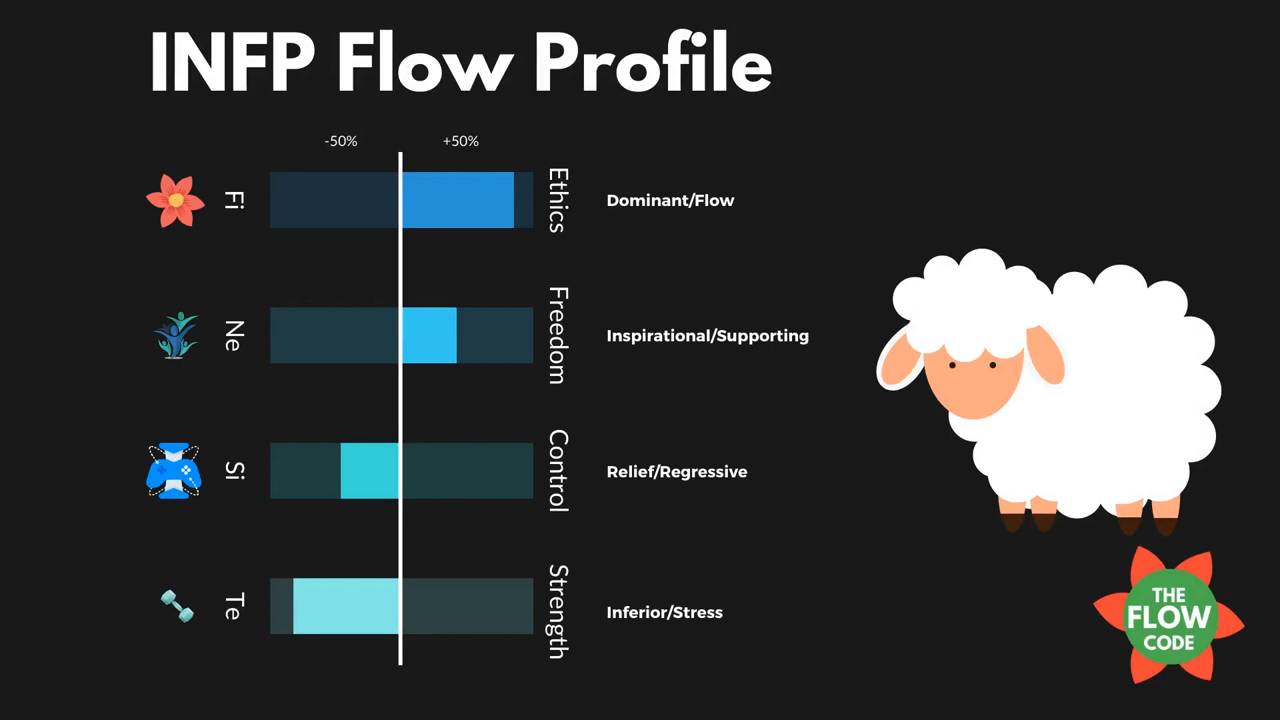 INFP Flow Profile
-50%
+50%
Fi
Ethics
Dominant/Flow
Ne
Freedom
Inspirational/Supporting
Si
Control
Relief/Regressive
Te
Strength
Inferior/Stress
THE
FLOW
CODE